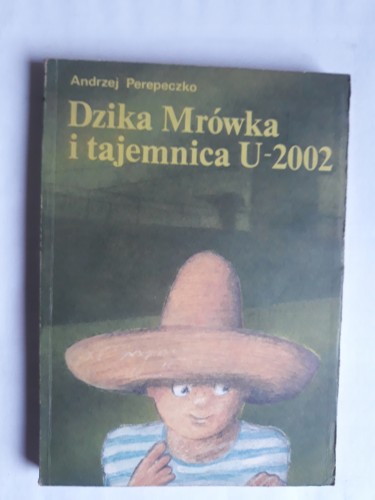 Andrzej Perepeczko
Dzika Mrówka
i tajemnica U-2002